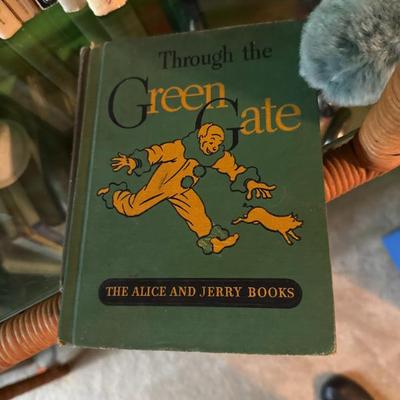 Through the
Green
Gate
THE ALICE AND JERRY BOOKS